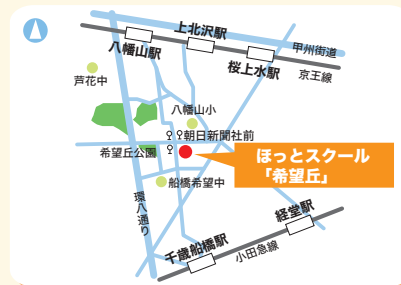 上北沢駅
八幡山駅
甲州街道
桜上水駅
京王線
芦花中
八幡山小
朝日新聞社前
希望丘公園
ほっとスクール
「希望丘」
船橋希望中
環八通り
経堂駅
千歳船橋駅
小田急線